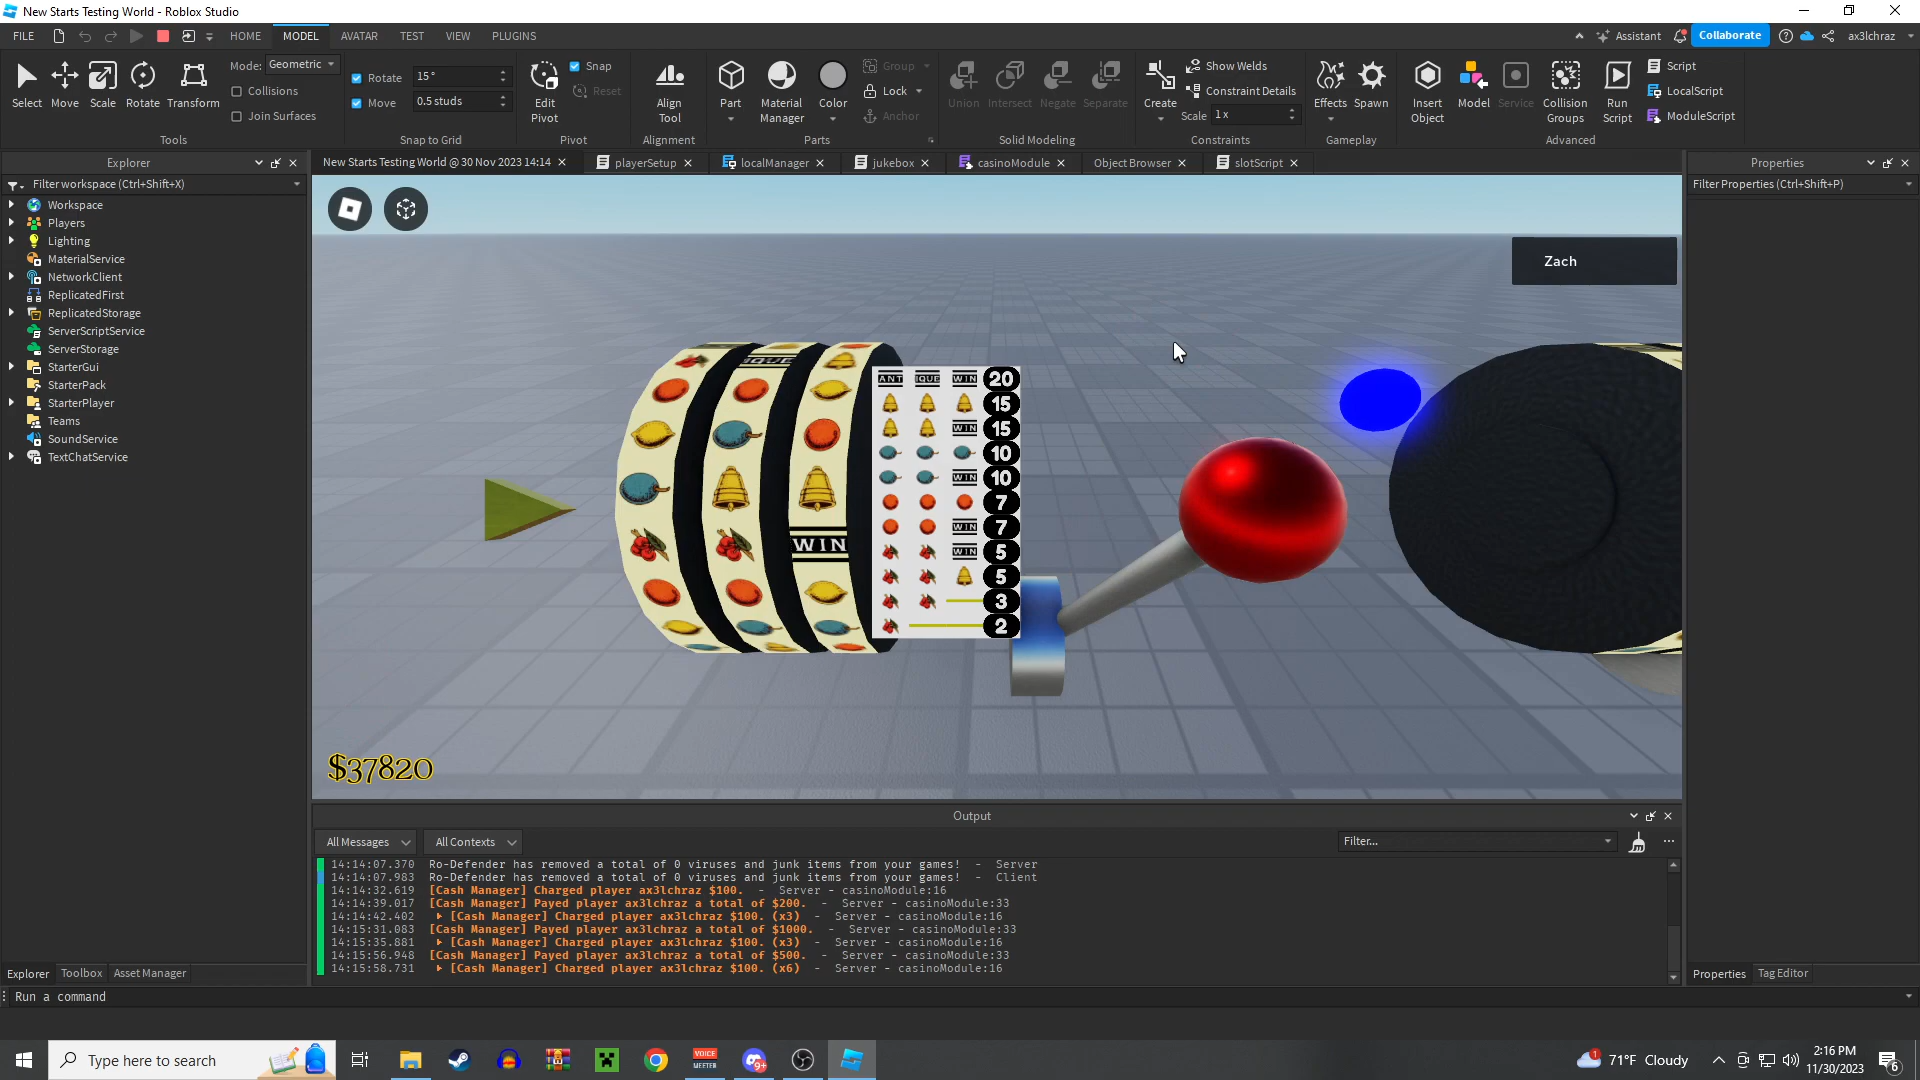 New Starts Testing World - Roblox Studio
FILE HOME MODEL AVATAR TEST VIEW PLUGINS Assistant Collaborate ax3lchraz
Select Move Scale Rotate Transform
Mode: Geometric
Collisions
Join Surfaces
Tools
Rotate 15°
Move 0.5 studs
Snap to Grid
Edit Pivot
Snap
Reset
Pivot
Align Tool
Alignment
Part
Material Manager
Color
Group
Lock
Anchor
Parts
Union Intersect Negate Separate
Solid Modeling
Create
Show Welds
Constraint Details
Scale 1 x
Constraints
Effects Spawn
Gameplay
Insert Object
Model
Service
Collision Groups
Run Script
Script
LocalScript
ModuleScript
Advanced
Explorer
Filter workspace (Ctrl+Shift+X)
Workspace
Players
Lighting
MaterialService
NetworkClient
ReplicatedFirst
ReplicatedStorage
ServerScriptService
ServerStorage
StarterGui
StarterPack
StarterPlayer
Teams
SoundService
TextChatService
Explorer Toolbox Asset Manager
New Starts Testing World @ 30 Nov 2023 14:14 playerSetup localManager jukebox casinoModule Object Browser slotScript
Zach
WIN
ANT IQUE WIN 20
15
WIN 15
10
WIN 10
7
WIN 7
WIN 5
5
3
2
$37820
Properties
Filter Properties (Ctrl+Shift+P)
Properties Tag Editor
Output
All Messages All Contexts Filter...
14:14:07.370 Ro-Defender has removed a total of 0 viruses and junk items from your games! - Server
14:14:07.983 Ro-Defender has removed a total of 0 viruses and junk items from your games! - Client
14:14:32.619 [Cash Manager] Charged player ax3lchraz $100. - Server - casinoModule:16
14:14:39.017 [Cash Manager] Payed player ax3lchraz a total of $200. - Server - casinoModule:33
14:14:42.402 [Cash Manager] Charged player ax3lchraz $100. (x3) - Server - casinoModule:16
14:15:31.083 [Cash Manager] Payed player ax3lchraz a total of $1000. - Server - casinoModule:33
14:15:35.881 [Cash Manager] Charged player ax3lchraz $100. (x3) - Server - casinoModule:16
14:15:56.948 [Cash Manager] Payed player ax3lchraz a total of $500. - Server - casinoModule:33
14:15:58.731 [Cash Manager] Charged player ax3lchraz $100. (x6) - Server - casinoModule:16
Run a command
Type here to search
VOICE MEETER
9+
1
71°F Cloudy
2:16 PM
11/30/2023
6